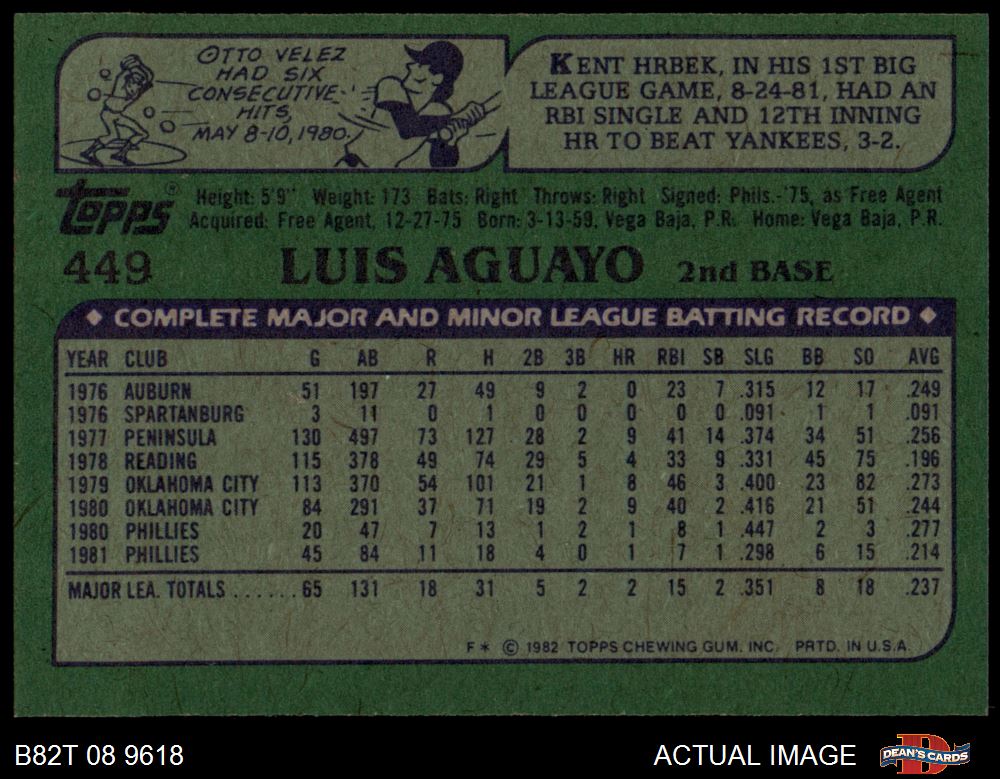 OTTO VELEZ
HAD SIX
CONSECUTIVE
HITS,
MAY 8-10, 1980.
KENT HRBEK, IN HIS 1ST BIG
LEAGUE GAME, 8-24-81, HAD AN
RBI SINGLE AND 12TH INNING
HR TO BEAT YANKEES, 3-2.
TOPPS®
Height: 5'9" Weight: 173 Bats: Right Throws: Right Signed: Phils.-'75, as Free Agent
Acquired: Free Agent, 12-27-75 Born: 3-13-59, Vega Baja, P.R. Home: Vega Baja, P.R.
449 LUIS AGUAYO 2nd BASE
◆ COMPLETE MAJOR AND MINOR LEAGUE BATTING RECORD ◆
YEAR CLUB G AB R H 2B 3B HR RBI SB SLG BB SO AVG
1976 AUBURN 51 197 27 49 9 2 0 23 7 .315 12 17 .249
1976 SPARTANBURG 3 11 0 1 0 0 0 0 0 .091 1 1 .091
1977 PENINSULA 130 497 73 127 28 2 9 41 14 .374 34 51 .256
1978 READING 115 378 49 74 29 5 4 33 9 .331 45 75 .196
1979 OKLAHOMA CITY 113 370 54 101 21 1 8 46 3 .400 23 82 .273
1980 OKLAHOMA CITY 84 291 37 71 19 2 9 40 2 .416 21 51 .244
1980 PHILLIES 20 47 7 13 1 2 1 8 1 .447 2 3 .277
1981 PHILLIES 45 84 11 18 4 0 1 7 1 .298 6 15 .214
MAJOR LEA. TOTALS ...... 65 131 18 31 5 2 2 15 2 .351 8 18 .237
F* © 1982 TOPPS CHEWING GUM, INC. PRTD. IN U.S.A.
B82T 08 9618 ACTUAL IMAGE DEAN'S CARDS